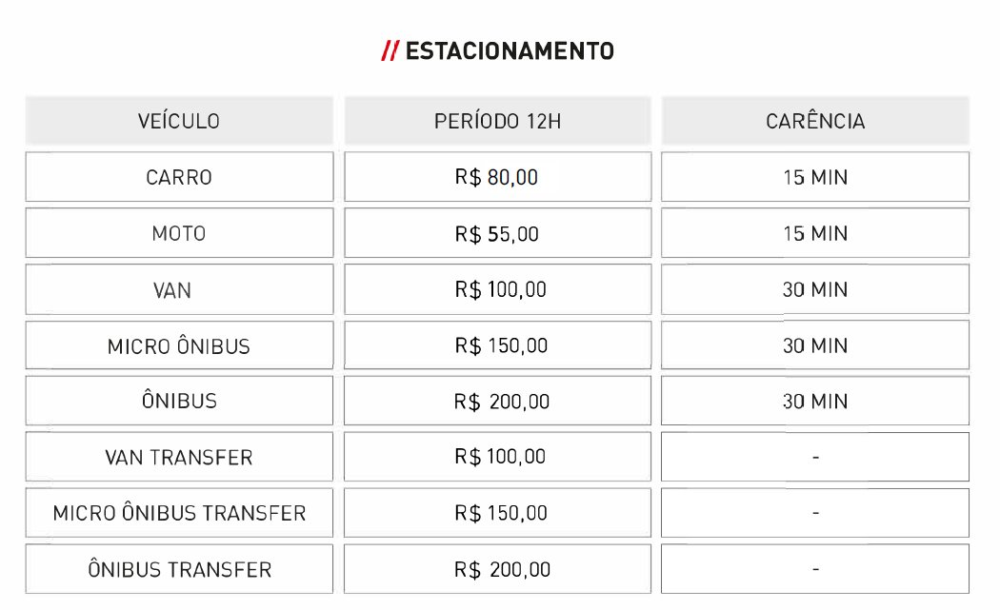 // ESTACIONAMENTO
VEÍCULO PERÍODO 12H CARÊNCIA
CARRO R$ 80,00 15 MIN
MOTO R$ 55,00 15 MIN
VAN R$ 100,00 30 MIN
MICRO ÔNIBUS R$ 150,00 30 MIN
ÔNIBUS R$ 200,00 30 MIN
VAN TRANSFER R$ 100,00 -
MICRO ÔNIBUS TRANSFER R$ 150,00 -
ÔNIBUS TRANSFER R$ 200,00 -